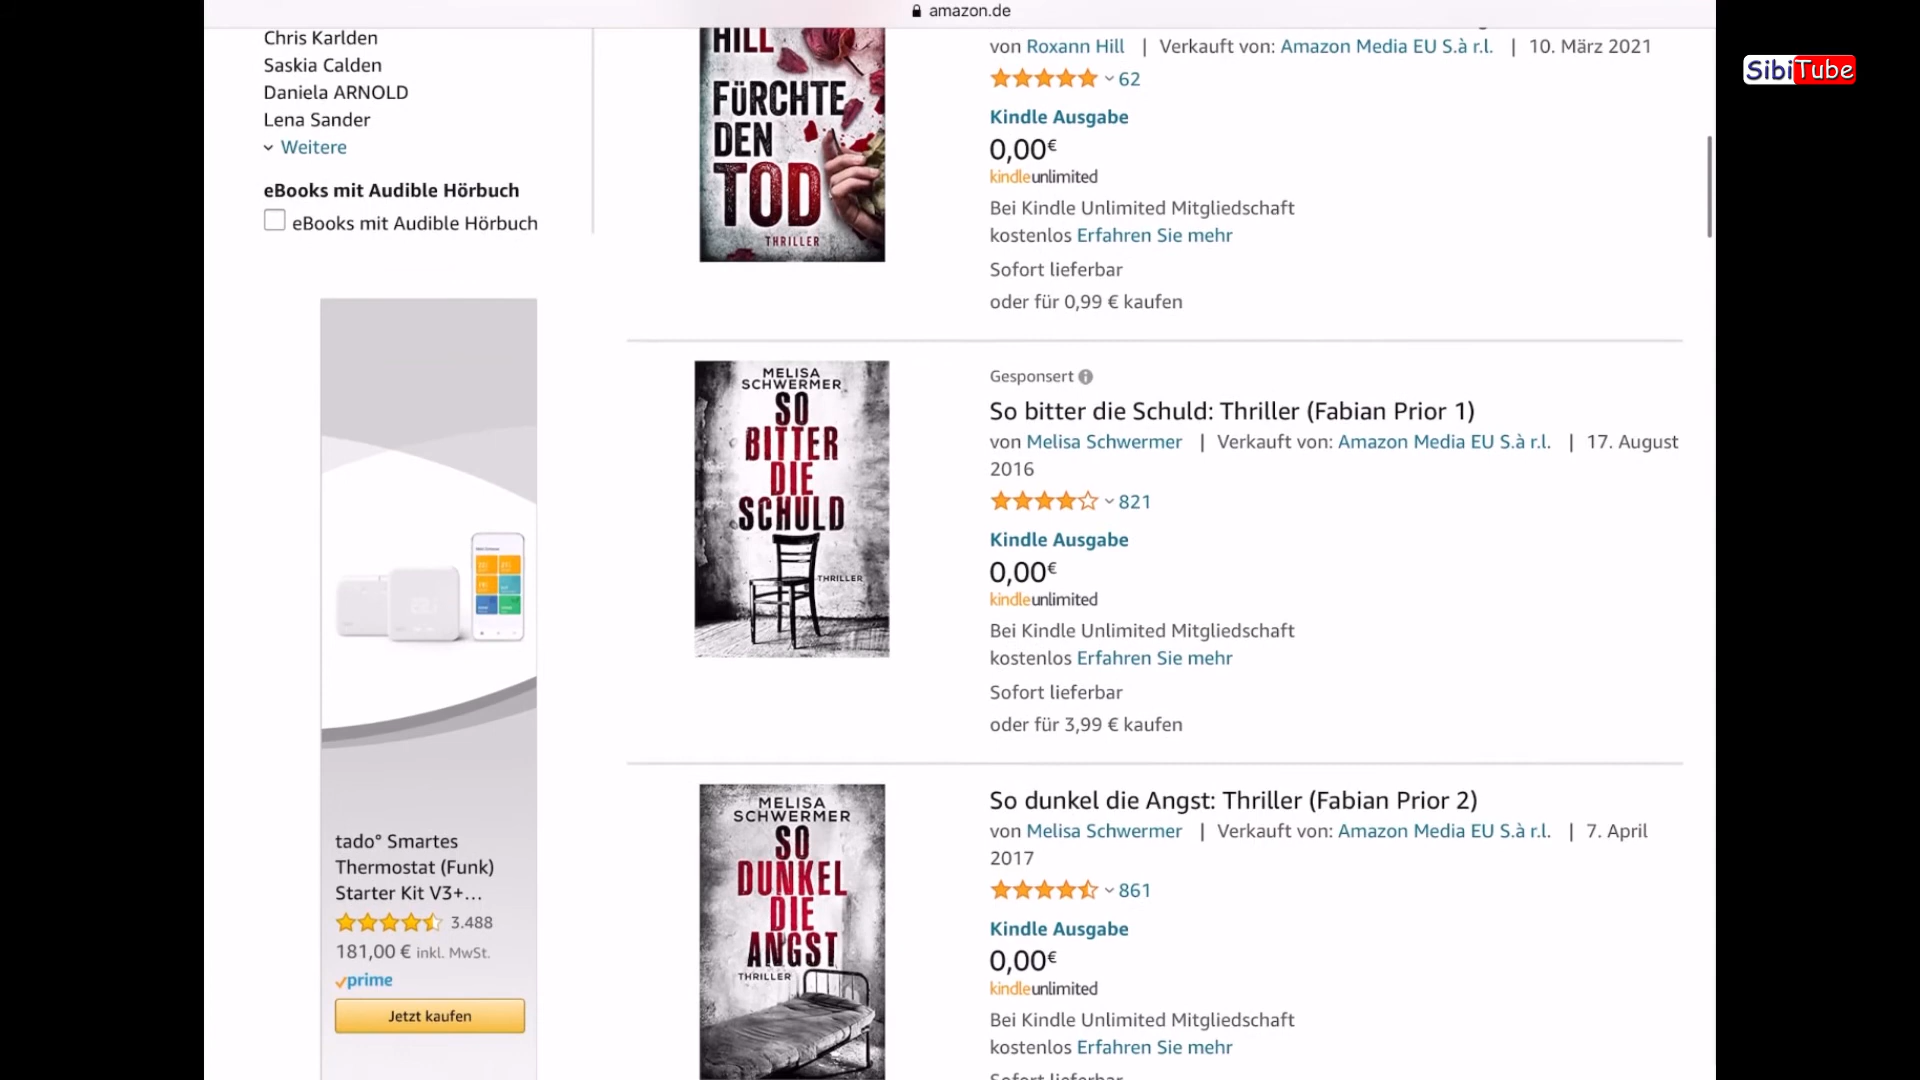 amazon.de
SibiTube
Chris Karlden
Saskia Calden
Daniela ARNOLD
Lena Sander
Weitere
eBooks mit Audible Hörbuch
eBooks mit Audible Hörbuch
tado° Smartes
Thermostat (Funk)
Starter Kit V3+...
3.488
181,00 € inkl. MwSt.
prime
Jetzt kaufen
HILL
FÜRCHTE
DEN
TOD
THRILLER
von Roxann Hill | Verkauft von: Amazon Media EU S.à r.l. | 10. März 2021
62
Kindle Ausgabe
0,00€
kindleunlimited
Bei Kindle Unlimited Mitgliedschaft
kostenlos Erfahren Sie mehr
Sofort lieferbar
oder für 0,99 € kaufen
MELISA
SCHWERMER
SO
BITTER
DIE
SCHULD
THRILLER
Gesponsert
So bitter die Schuld: Thriller (Fabian Prior 1)
von Melisa Schwermer | Verkauft von: Amazon Media EU S.à r.l. | 17. August
2016
821
Kindle Ausgabe
0,00€
kindleunlimited
Bei Kindle Unlimited Mitgliedschaft
kostenlos Erfahren Sie mehr
Sofort lieferbar
oder für 3,99 € kaufen
MELISA
SCHWERMER
SO
DUNKEL
DIE
ANGST
THRILLER
So dunkel die Angst: Thriller (Fabian Prior 2)
von Melisa Schwermer | Verkauft von: Amazon Media EU S.à r.l. | 7. April
2017
861
Kindle Ausgabe
0,00€
kindleunlimited
Bei Kindle Unlimited Mitgliedschaft
kostenlos Erfahren Sie mehr
Sofort lieferbar